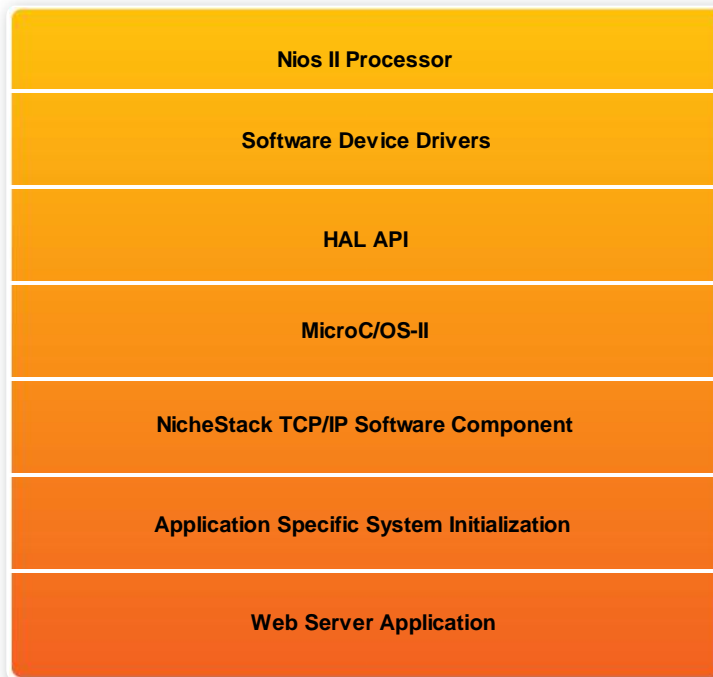 Nios II Processor
Software Device Drivers
HAL API
MicroC/OS-II
NicheStack TCP/IP Software Component
Application Specific System Initialization
Web Server Application